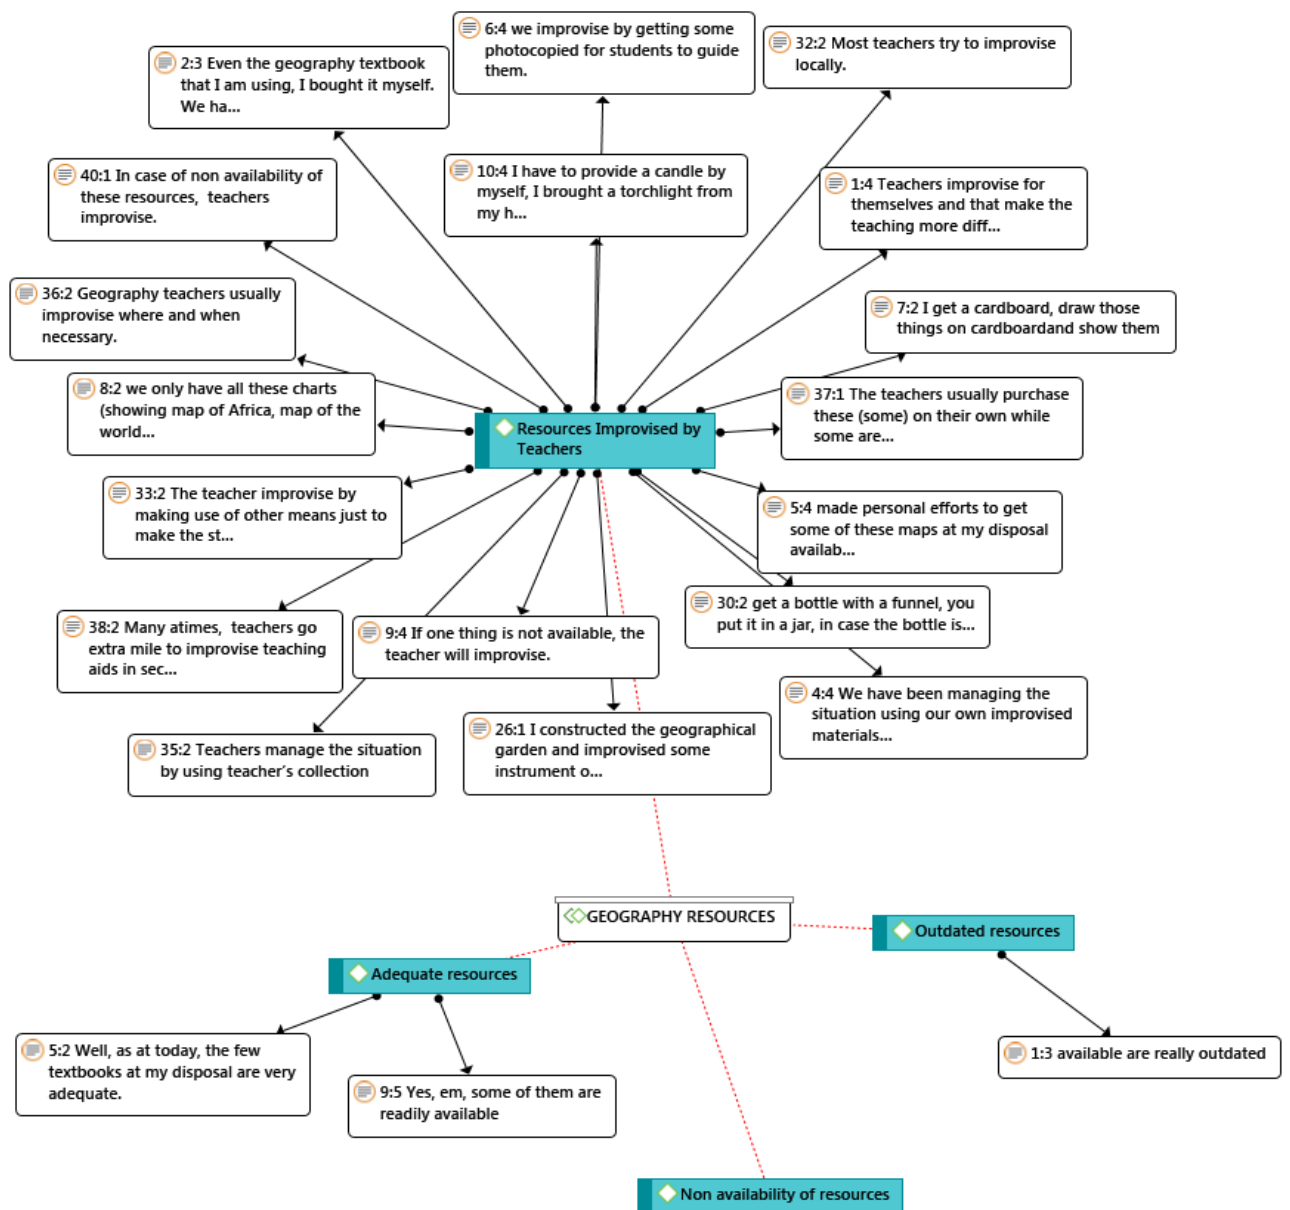 6:4 we improvise by getting some
photocopied for students to guide
them.
32:2 Most teachers try to improvise
locally.
2:3 Even the geography textbook
that I am using, I bought it myself.
We ha...
40:1 In case of non availability of
these resources, teachers
improvise.
10:4 I have to provide a candle by
myself, I brought a torchlight from
my h...
1:4 Teachers improvise for
themselves and that make the
teaching more diff...
36:2 Geography teachers usually
improvise where and when
necessary.
7:2 I get a cardboard, draw those
things on cardboardand show them
8:2 we only have all these charts
(showing map of Africa, map of the
world...
Resources Improvised by
Teachers
37:1 The teachers usually purchase
these (some) on their own while
some are...
33:2 The teacher improvise by
making use of other means just to
make the st...
5:4 made personal efforts to get
some of these maps at my disposal
availab...
38:2 Many atimes, teachers go
extra mile to improvise teaching
aids in sec...
9:4 If one thing is not available, the
teacher will improvise.
30:2 get a bottle with a funnel, you
put it in a jar, in case the bottle is...
4:4 We have been managing the
situation using our own improvised
materials...
35:2 Teachers manage the situation
by using teacher's collection
26:1 I constructed the geographical
garden and improvised some
instrument o...
GEOGRAPHY RESOURCES
Outdated resources
Adequate resources
5:2 Well, as at today, the few
textbooks at my disposal are very
adequate.
9:5 Yes, em, some of them are
readily available
1:3 available are really outdated
Non availability of resources